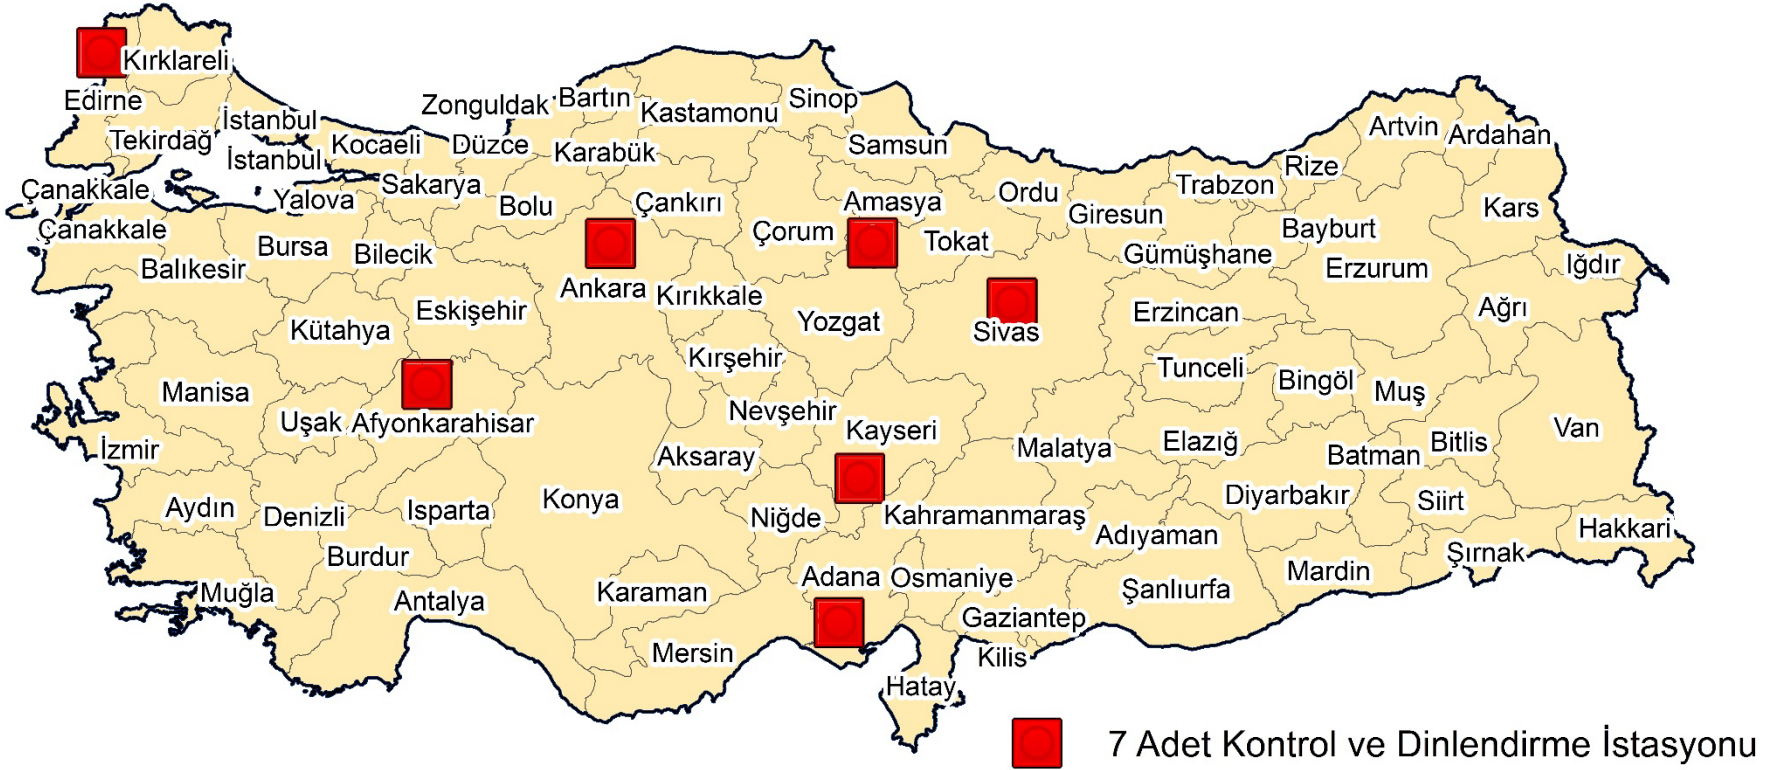 Kırklareli
Edirne
Tekirdağ
İstanbul
İstanbul
Kocaeli
Zonguldak
Düzce
Bartın
Karabük
Kastamonu
Sinop
Samsun
Çanakkale
Çanakkale
Yalova
Sakarya
Bolu
Çankırı
Çorum
Amasya
Tokat
Ordu
Giresun
Trabzon
Rize
Artvin
Ardahan
Kars
Gümüşhane
Bayburt
Erzurum
Iğdır
Ağrı
Balıkesir
Bursa
Bilecik
Kütahya
Eskişehir
Ankara
Kırıkkale
Yozgat
Sivas
Erzincan
Tunceli
Bingöl
Muş
Van
Manisa
Uşak
Afyonkarahisar
Kırşehir
Nevşehir
Kayseri
Aksaray
Malatya
Elazığ
Batman
Bitlis
İzmir
Aydın
Denizli
Isparta
Konya
Niğde
Kahramanmaraş
Adıyaman
Diyarbakır
Siirt
Hakkari
Şırnak
Burdur
Muğla
Antalya
Karaman
Mersin
Adana
Osmaniye
Gaziantep
Kilis
Hatay
Şanlıurfa
Mardin
7 Adet Kontrol ve Dinlendirme İstasyonu